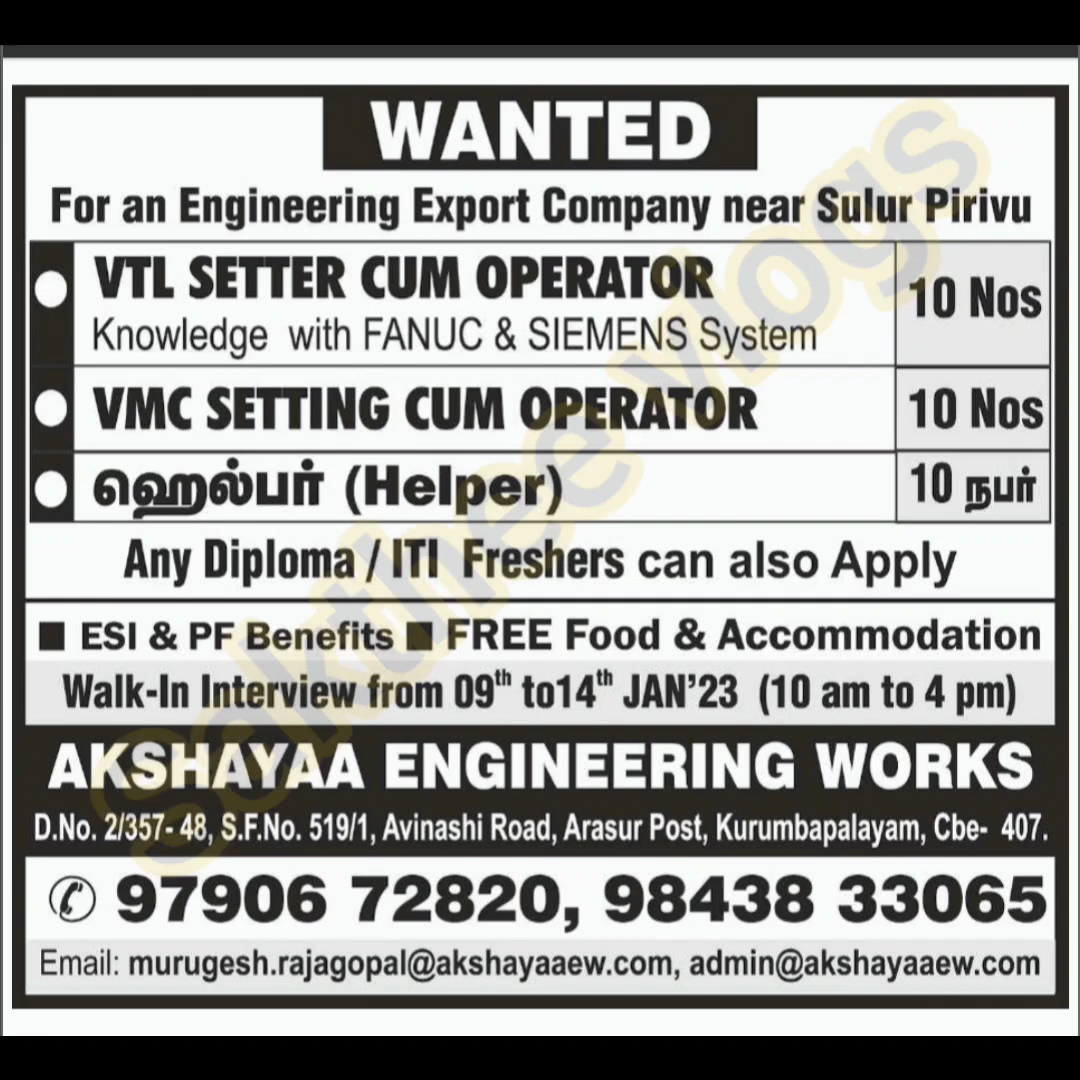 WANTED
For an Engineering Export Company near Sulur Pirivu
VTL SETTER CUM OPERATOR
Knowledge with FANUC & SIEMENS System
10 Nos
VMC SETTING CUM OPERATOR
10 Nos
ஹெல்பர் (Helper)
10 நபர்
Any Diploma / ITI Freshers can also Apply
■ ESI & PF Benefits ■ FREE Food & Accommodation
Walk-In Interview from 09th to14th JAN'23 (10 am to 4 pm)
AKSHAYAA ENGINEERING WORKS
D.No. 2/357- 48, S.F.No. 519/1, Avinashi Road, Arasur Post, Kurumbapalayam, Cbe- 407.
✆ 97906 72820, 98438 33065
Email: murugesh.rajagopal@akshayaaew.com, admin@akshayaaew.com
Sakthee vlogs